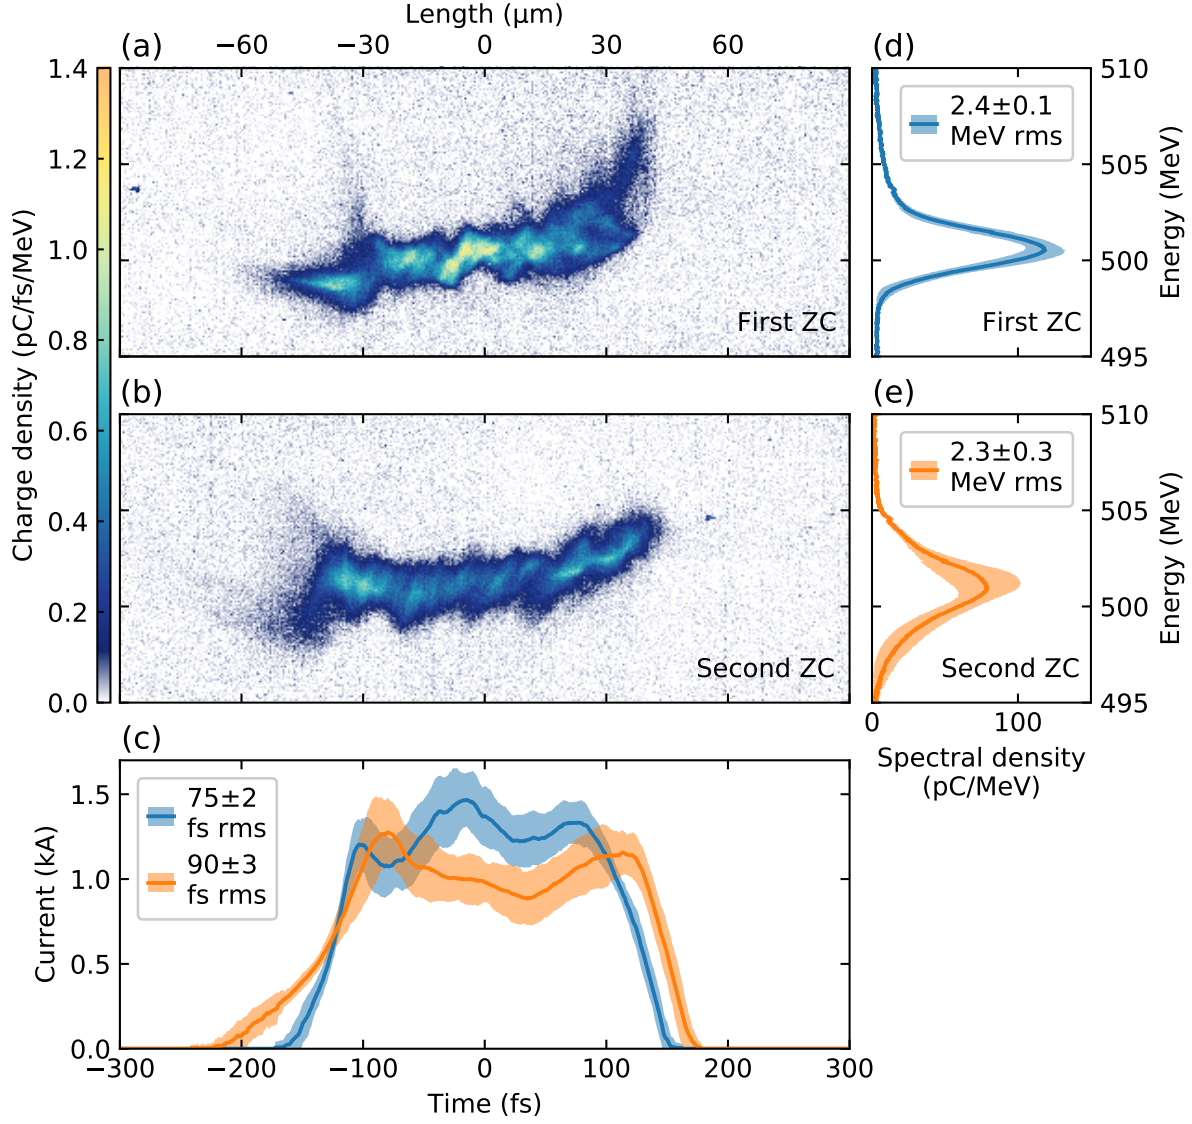 Length (μm)
(a)
−60 −30 0 30 60
(d)
1.4
1.2
1.0
0.8
0.6
0.4
0.2
0.0
Charge density (pC/fs/MeV)
First ZC
2.4±0.1
MeV rms
First ZC
510
505
500
495
Energy (MeV)
(b)
Second ZC
(e)
2.3±0.3
MeV rms
Second ZC
510
505
500
495
Energy (MeV)
0 100
Spectral density
(pC/MeV)
(c)
75±2
fs rms
90±3
fs rms
1.5
1.0
0.5
0.0
Current (kA)
−300 −200 −100 0 100 200 300
Time (fs)